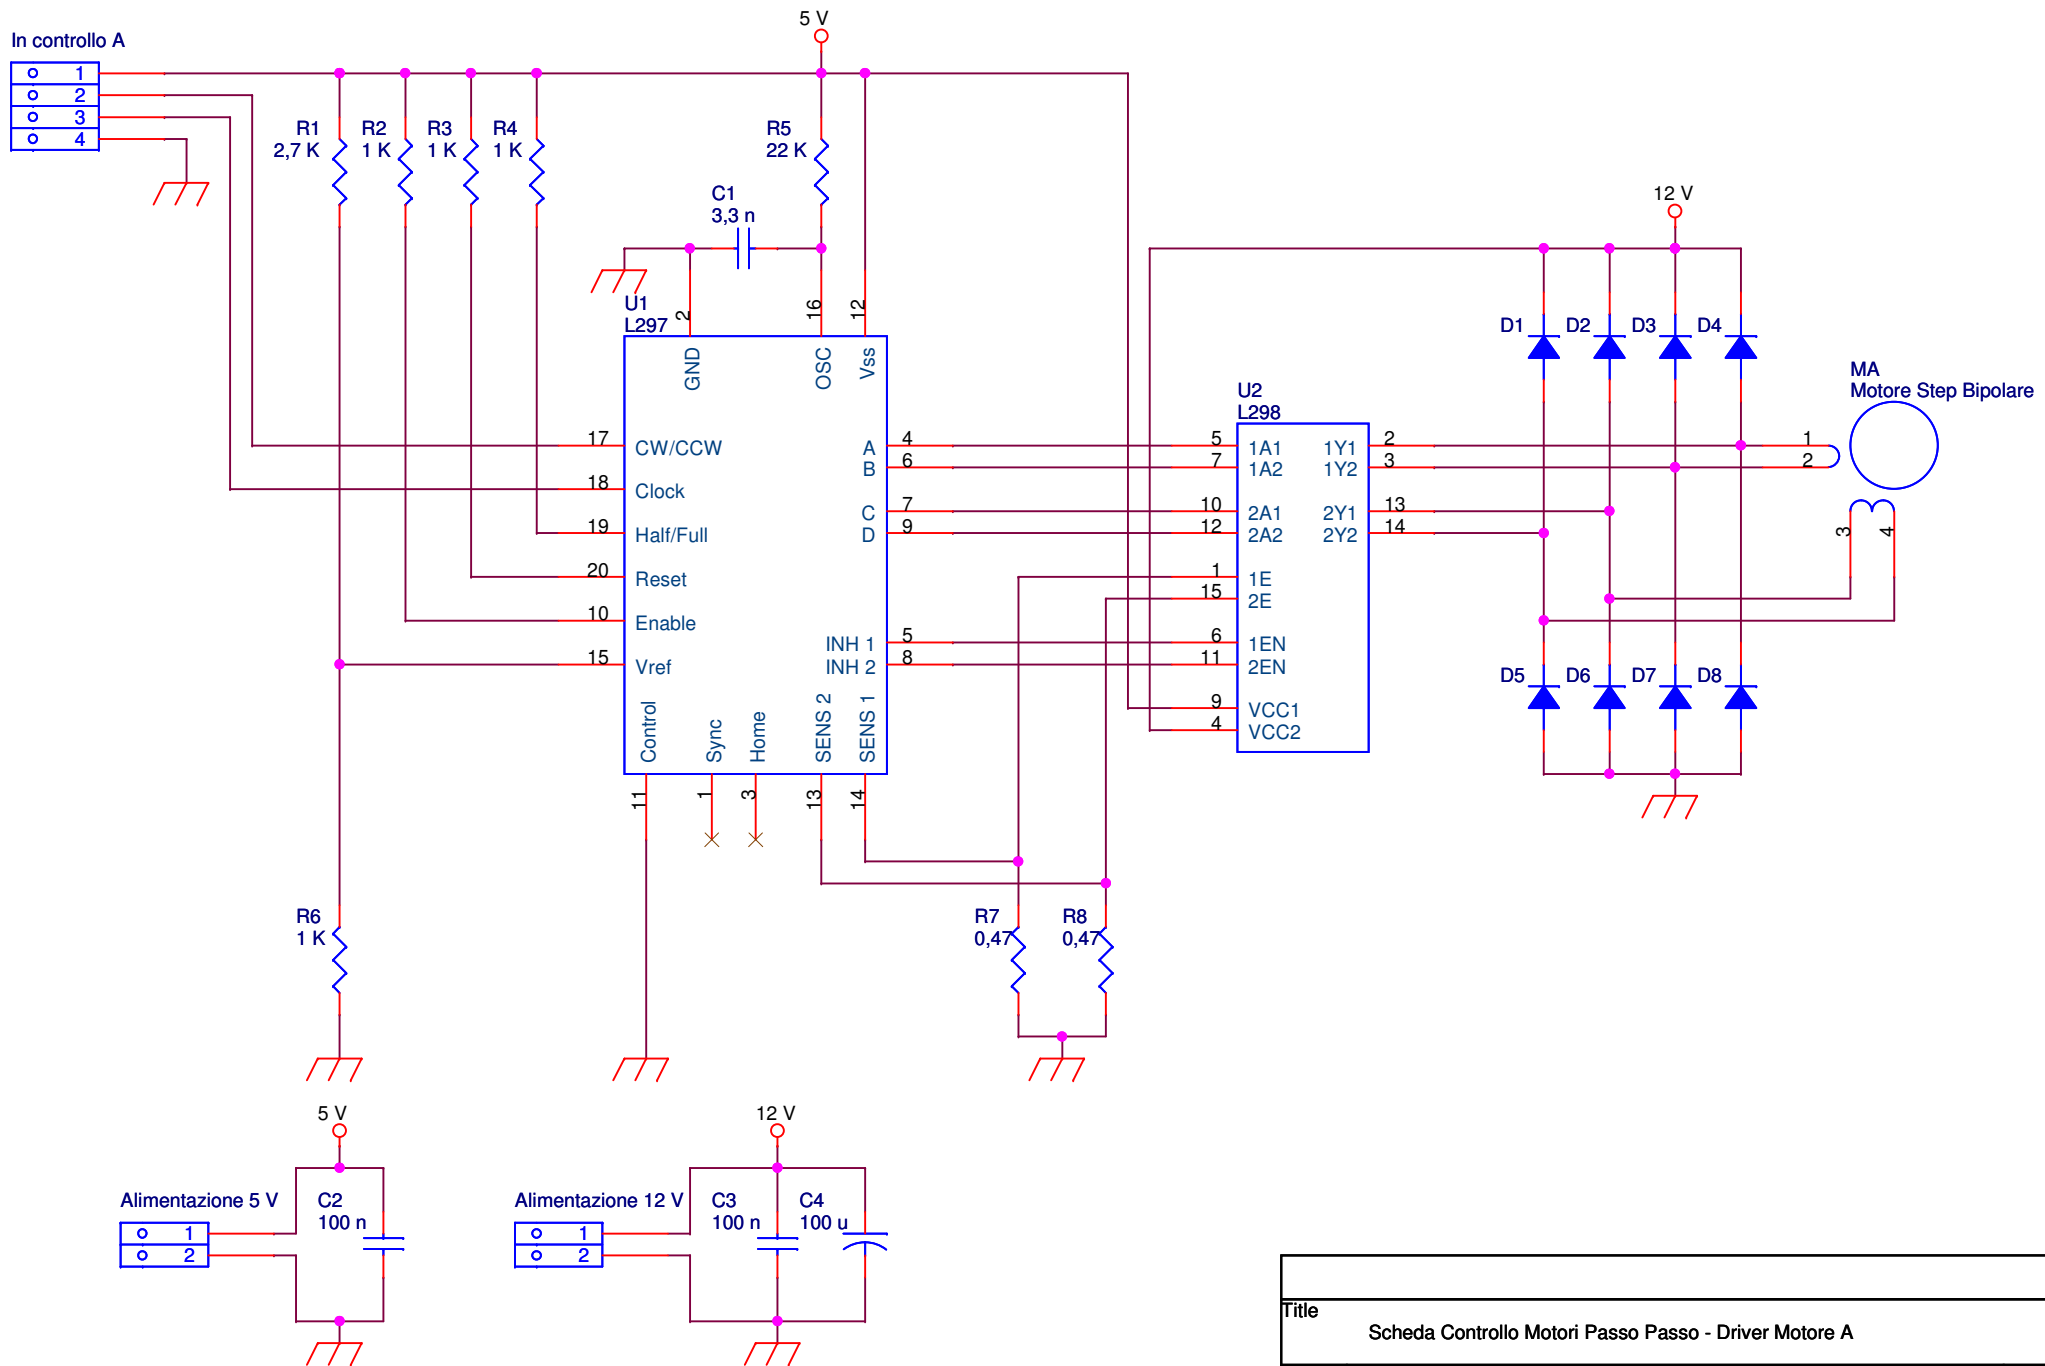 5 V
In controllo A
1
2
3
4
R1
2,7 K
R2
1 K
R3
1 K
R4
1 K
R5
22 K
C1
3,3 n
12 V
U1
L297
2
16
12
GND
OSC
Vss
17
CW/CCW
18
Clock
19
Half/Full
20
Reset
10
Enable
15
Vref
A
4
B
6
C
7
D
9
INH 1
5
INH 2
8
Control
Sync
Home
SENS 2
SENS 1
11
1
3
13
14
U2
L298
5
1A1
7
1A2
10
2A1
12
2A2
1
1E
15
2E
6
1EN
11
2EN
9
VCC1
4
VCC2
1Y1
2
1Y2
3
2Y1
13
2Y2
14
D1
D2
D3
D4
MA
Motore Step Bipolare
1
2
3
4
D5
D6
D7
D8
R6
1 K
R7
0,47
R8
0,47
5 V
Alimentazione 5 V
1
2
C2
100 n
12 V
Alimentazione 12 V
1
2
C3
100 n
C4
100 u
Title
Scheda Controllo Motori Passo Passo - Driver Motore A